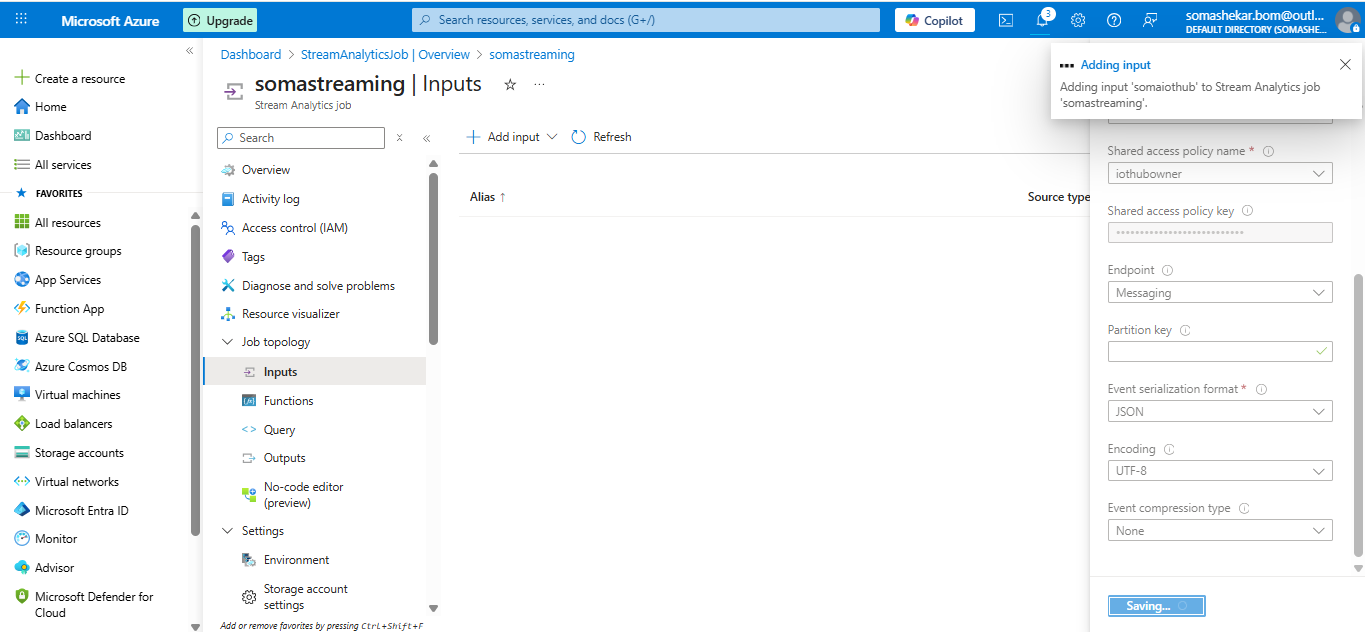 Microsoft Azure
Upgrade
Search resources, services, and docs (G+/)
Copilot
3
somashekar.bom@outl...
DEFAULT DIRECTORY (SOMASHE...
«
Create a resource
Home
Dashboard
All services
FAVORITES
All resources
Resource groups
App Services
Function App
SQL
Azure SQL Database
Azure Cosmos DB
Virtual machines
Load balancers
Storage accounts
Virtual networks
Microsoft Entra ID
Monitor
Advisor
Microsoft Defender for
Cloud
Dashboard > StreamAnalyticsJob | Overview > somastreaming
somastreaming | Inputs
...
Stream Analytics job
Search
«
Overview
Activity log
Access control (IAM)
Tags
Diagnose and solve problems
Resource visualizer
Job topology
Inputs
Functions
Query
Outputs
No-code editor
(preview)
Settings
Environment
Storage account
settings
Add or remove favorites by pressing Ctrl+Shift+F
Add input
Refresh
Alias ↑
Source type
Adding input
Adding input 'somaiothub' to Stream Analytics job
'somastreaming'.
Shared access policy name *
iothubowner
Shared access policy key
•••••••••••••••••••••••••••
Endpoint
Messaging
Partition key
Event serialization format *
JSON
Encoding
UTF-8
Event compression type
None
Saving...